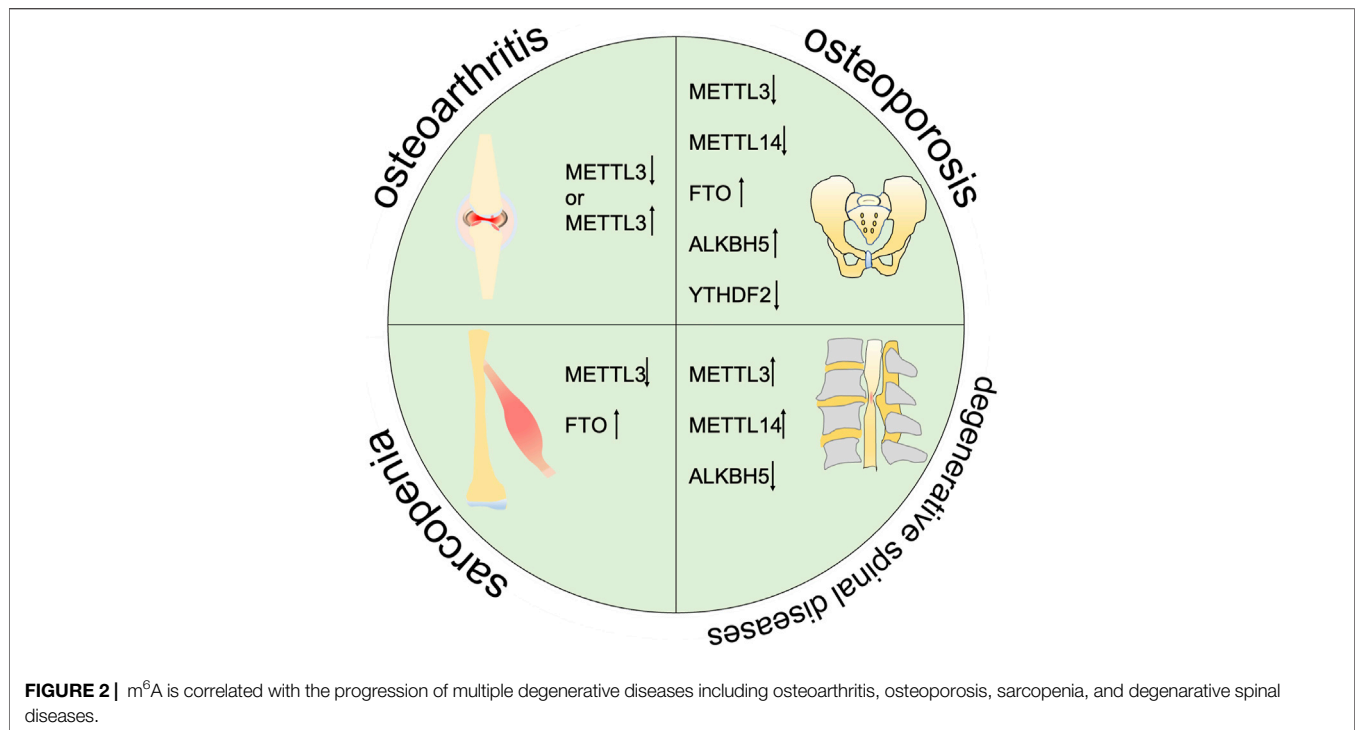 osteoarthritis
METTL3↓
or
METTL3↑
osteoporosis
METTL3↓
METTL14↓
FTO ↑
ALKBH5↑
YTHDF2↓
sarcopenia
METTL3↓
FTO ↑
degenerative spinal diseases
METTL3↑
METTL14↑
ALKBH5↓
FIGURE 2 | m⁶A is correlated with the progression of multiple degenerative diseases including osteoarthritis, osteoporosis, sarcopenia, and degenarative spinal
diseases.